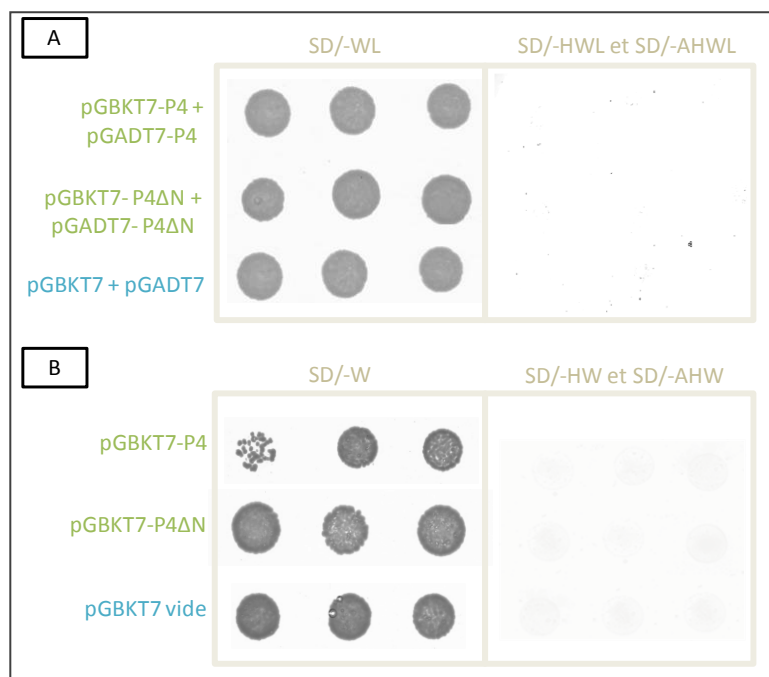 A
SD/-WL
SD/-HWL et SD/-AHWL
pGBKT7-P4 +
pGADT7-P4
pGBKT7- P4ΔN +
pGADT7- P4ΔN
pGBKT7 + pGADT7
B
SD/-W
SD/-HW et SD/-AHW
pGBKT7-P4
pGBKT7-P4ΔN
pGBKT7 vide